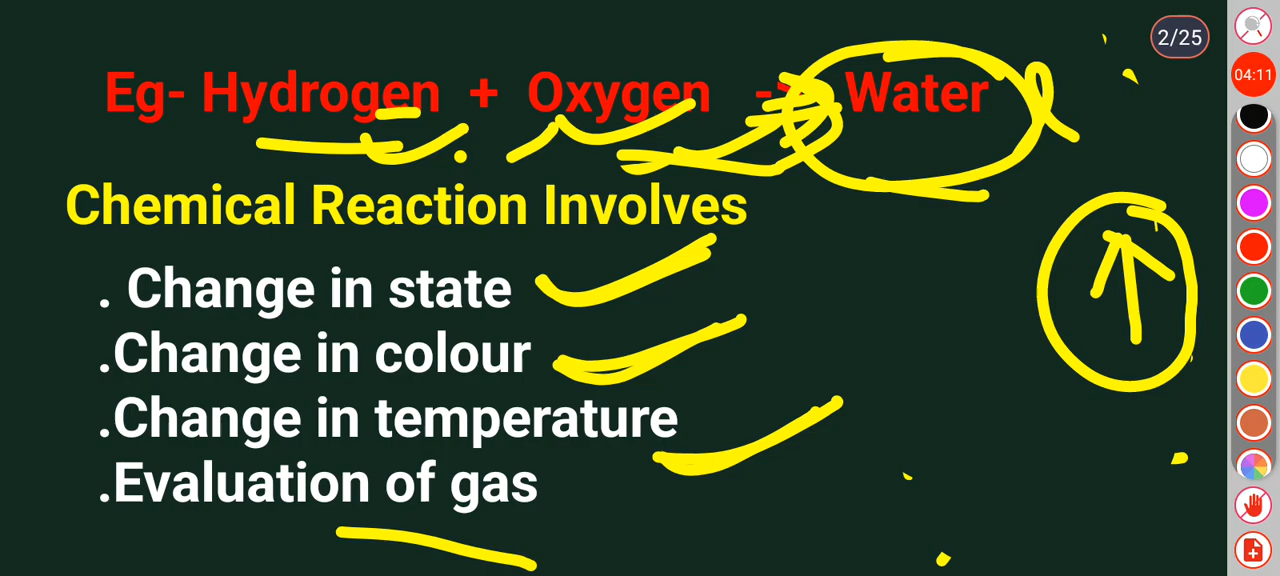 2/25
Eg- Hydrogen + Oxygen -> Water
04:11
Chemical Reaction Involves
. Change in state
.Change in colour
.Change in temperature
.Evaluation of gas